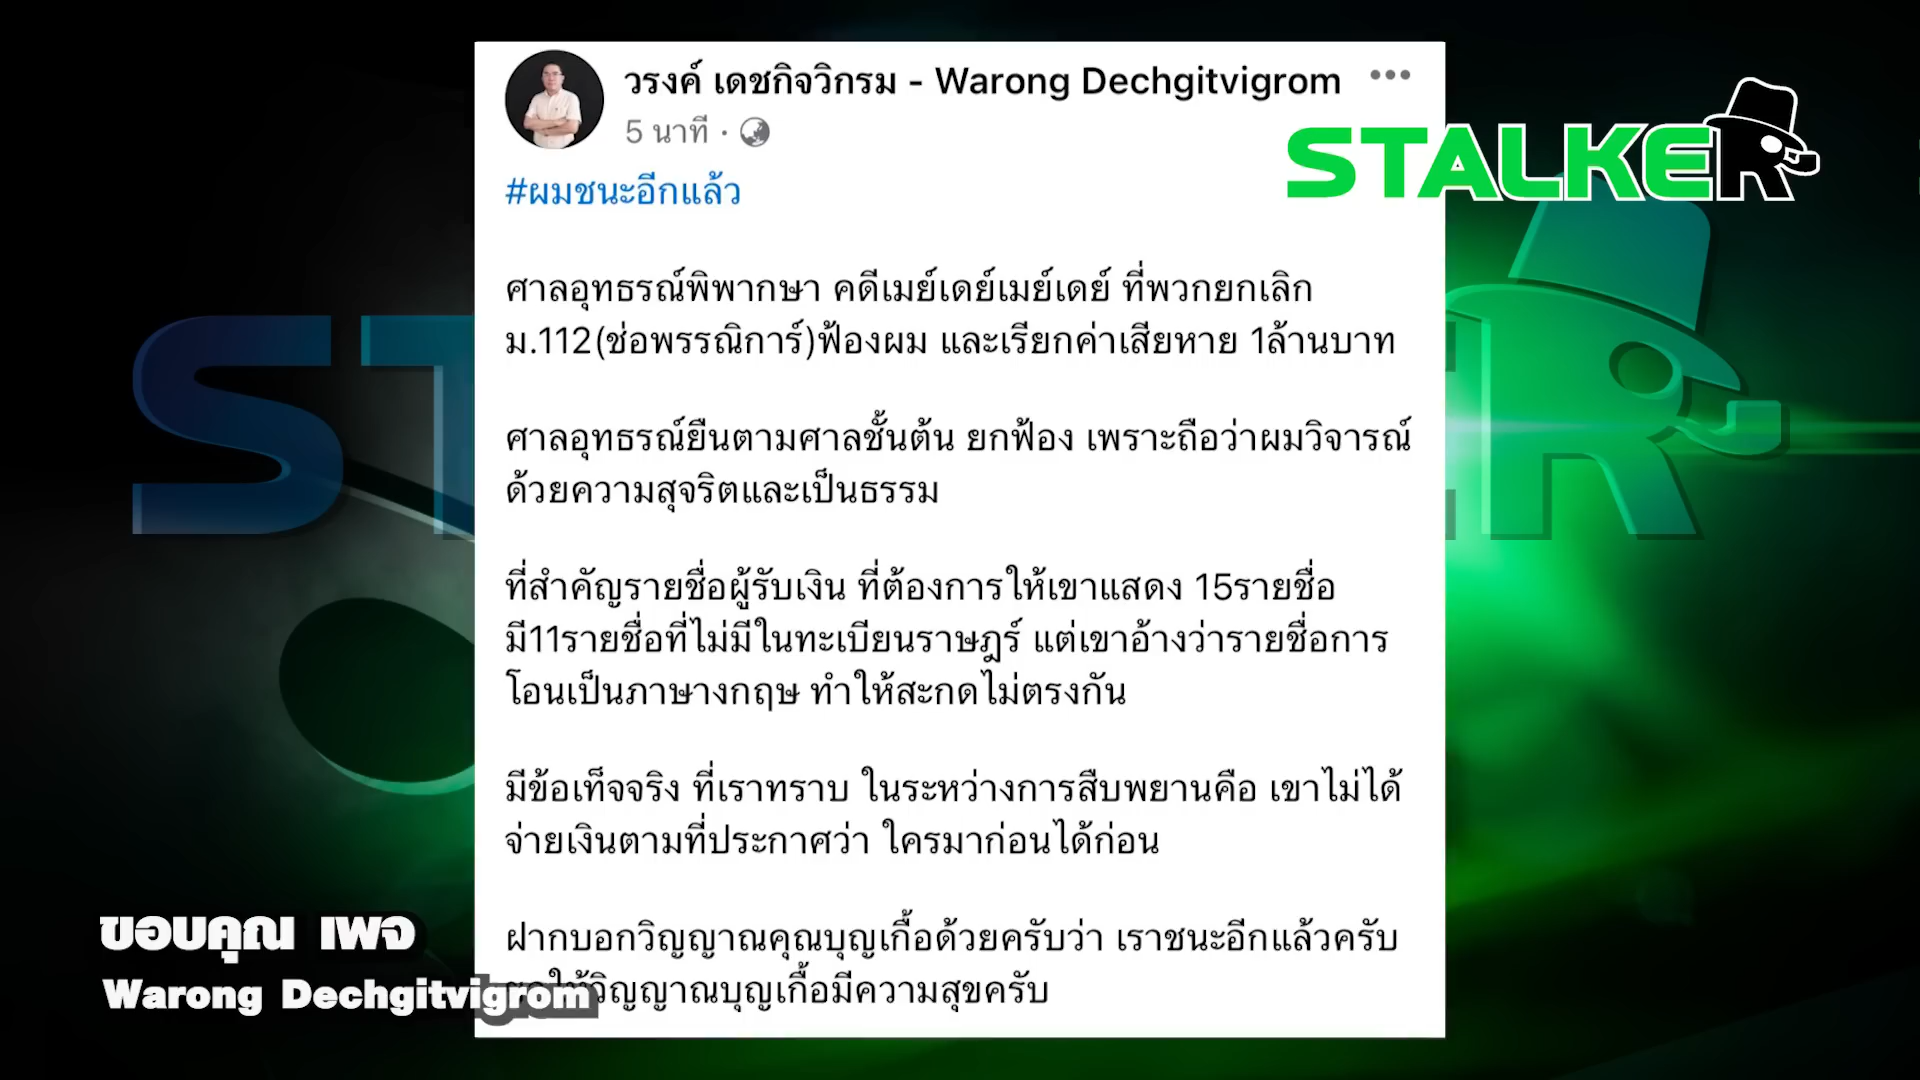 วรงค์ เดชกิจวิกรม - Warong Dechgitvigrom
5 นาที ·
STALKER
#ผมชนะอีกแล้ว
ศาลอุทธรณ์พิพากษา คดีเมย์เดย์เมย์เดย์ ที่พวกยกเลิก
ม.112(ช่อพรรณิการ์)ฟ้องผม และเรียกค่าเสียหาย 1ล้านบาท
ศาลอุทธรณ์ยืนตามศาลชั้นต้น ยกฟ้อง เพราะถือว่าผมวิจารณ์
ด้วยความสุจริตและเป็นธรรม
ที่สำคัญรายชื่อผู้รับเงิน ที่ต้องการให้เขาแสดง 15รายชื่อ
มี11รายชื่อที่ไม่มีในทะเบียนราษฎร์ แต่เขาอ้างว่ารายชื่อการ
โอนเป็นภาษางกฤษ ทำให้สะกดไม่ตรงกัน
มีข้อเท็จจริง ที่เราทราบ ในระหว่างการสืบพยานคือ เขาไม่ได้
จ่ายเงินตามที่ประกาศว่า ใครมาก่อนได้ก่อน
ฝากบอกวิญญาณคุณบุญเกื้อด้วยครับว่า เราชนะอีกแล้วครับ
วิญญาณบุญเกื้อมีความสุขครับ
ขอบคุณ เพจ
Warong Dechgitvigrom